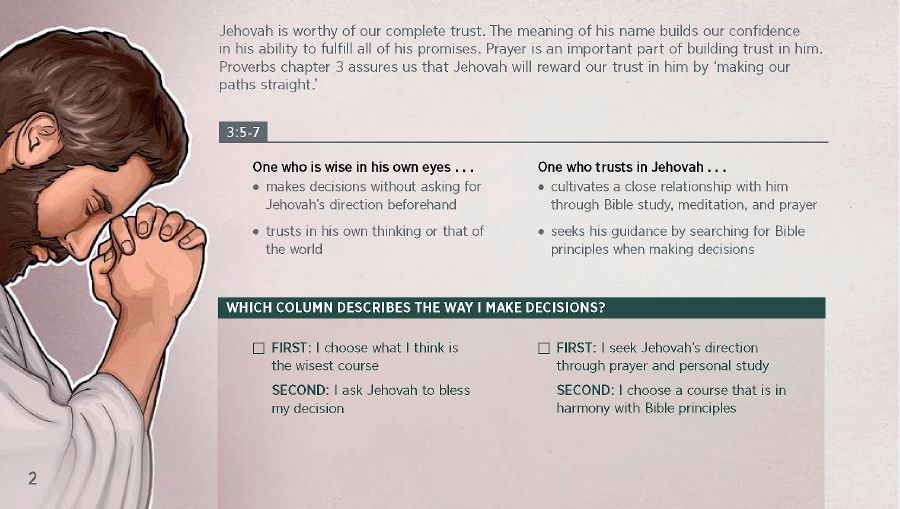 Jehovah is worthy of our complete trust. The meaning of his name builds our confidence
in his ability to fulfill all of his promises. Prayer is an important part of building trust in him.
Proverbs chapter 3 assures us that Jehovah will reward our trust in him by ‘making our
paths straight.’
3:5-7
One who is wise in his own eyes . . .
• makes decisions without asking for
Jehovah’s direction beforehand
• trusts in his own thinking or that of
the world
One who trusts in Jehovah . . .
• cultivates a close relationship with him
through Bible study, meditation, and prayer
• seeks his guidance by searching for Bible
principles when making decisions
WHICH COLUMN DESCRIBES THE WAY I MAKE DECISIONS?
☐ FIRST: I choose what I think is
the wisest course
SECOND: I ask Jehovah to bless
my decision
☐ FIRST: I seek Jehovah’s direction
through prayer and personal study
SECOND: I choose a course that is in
harmony with Bible principles
2